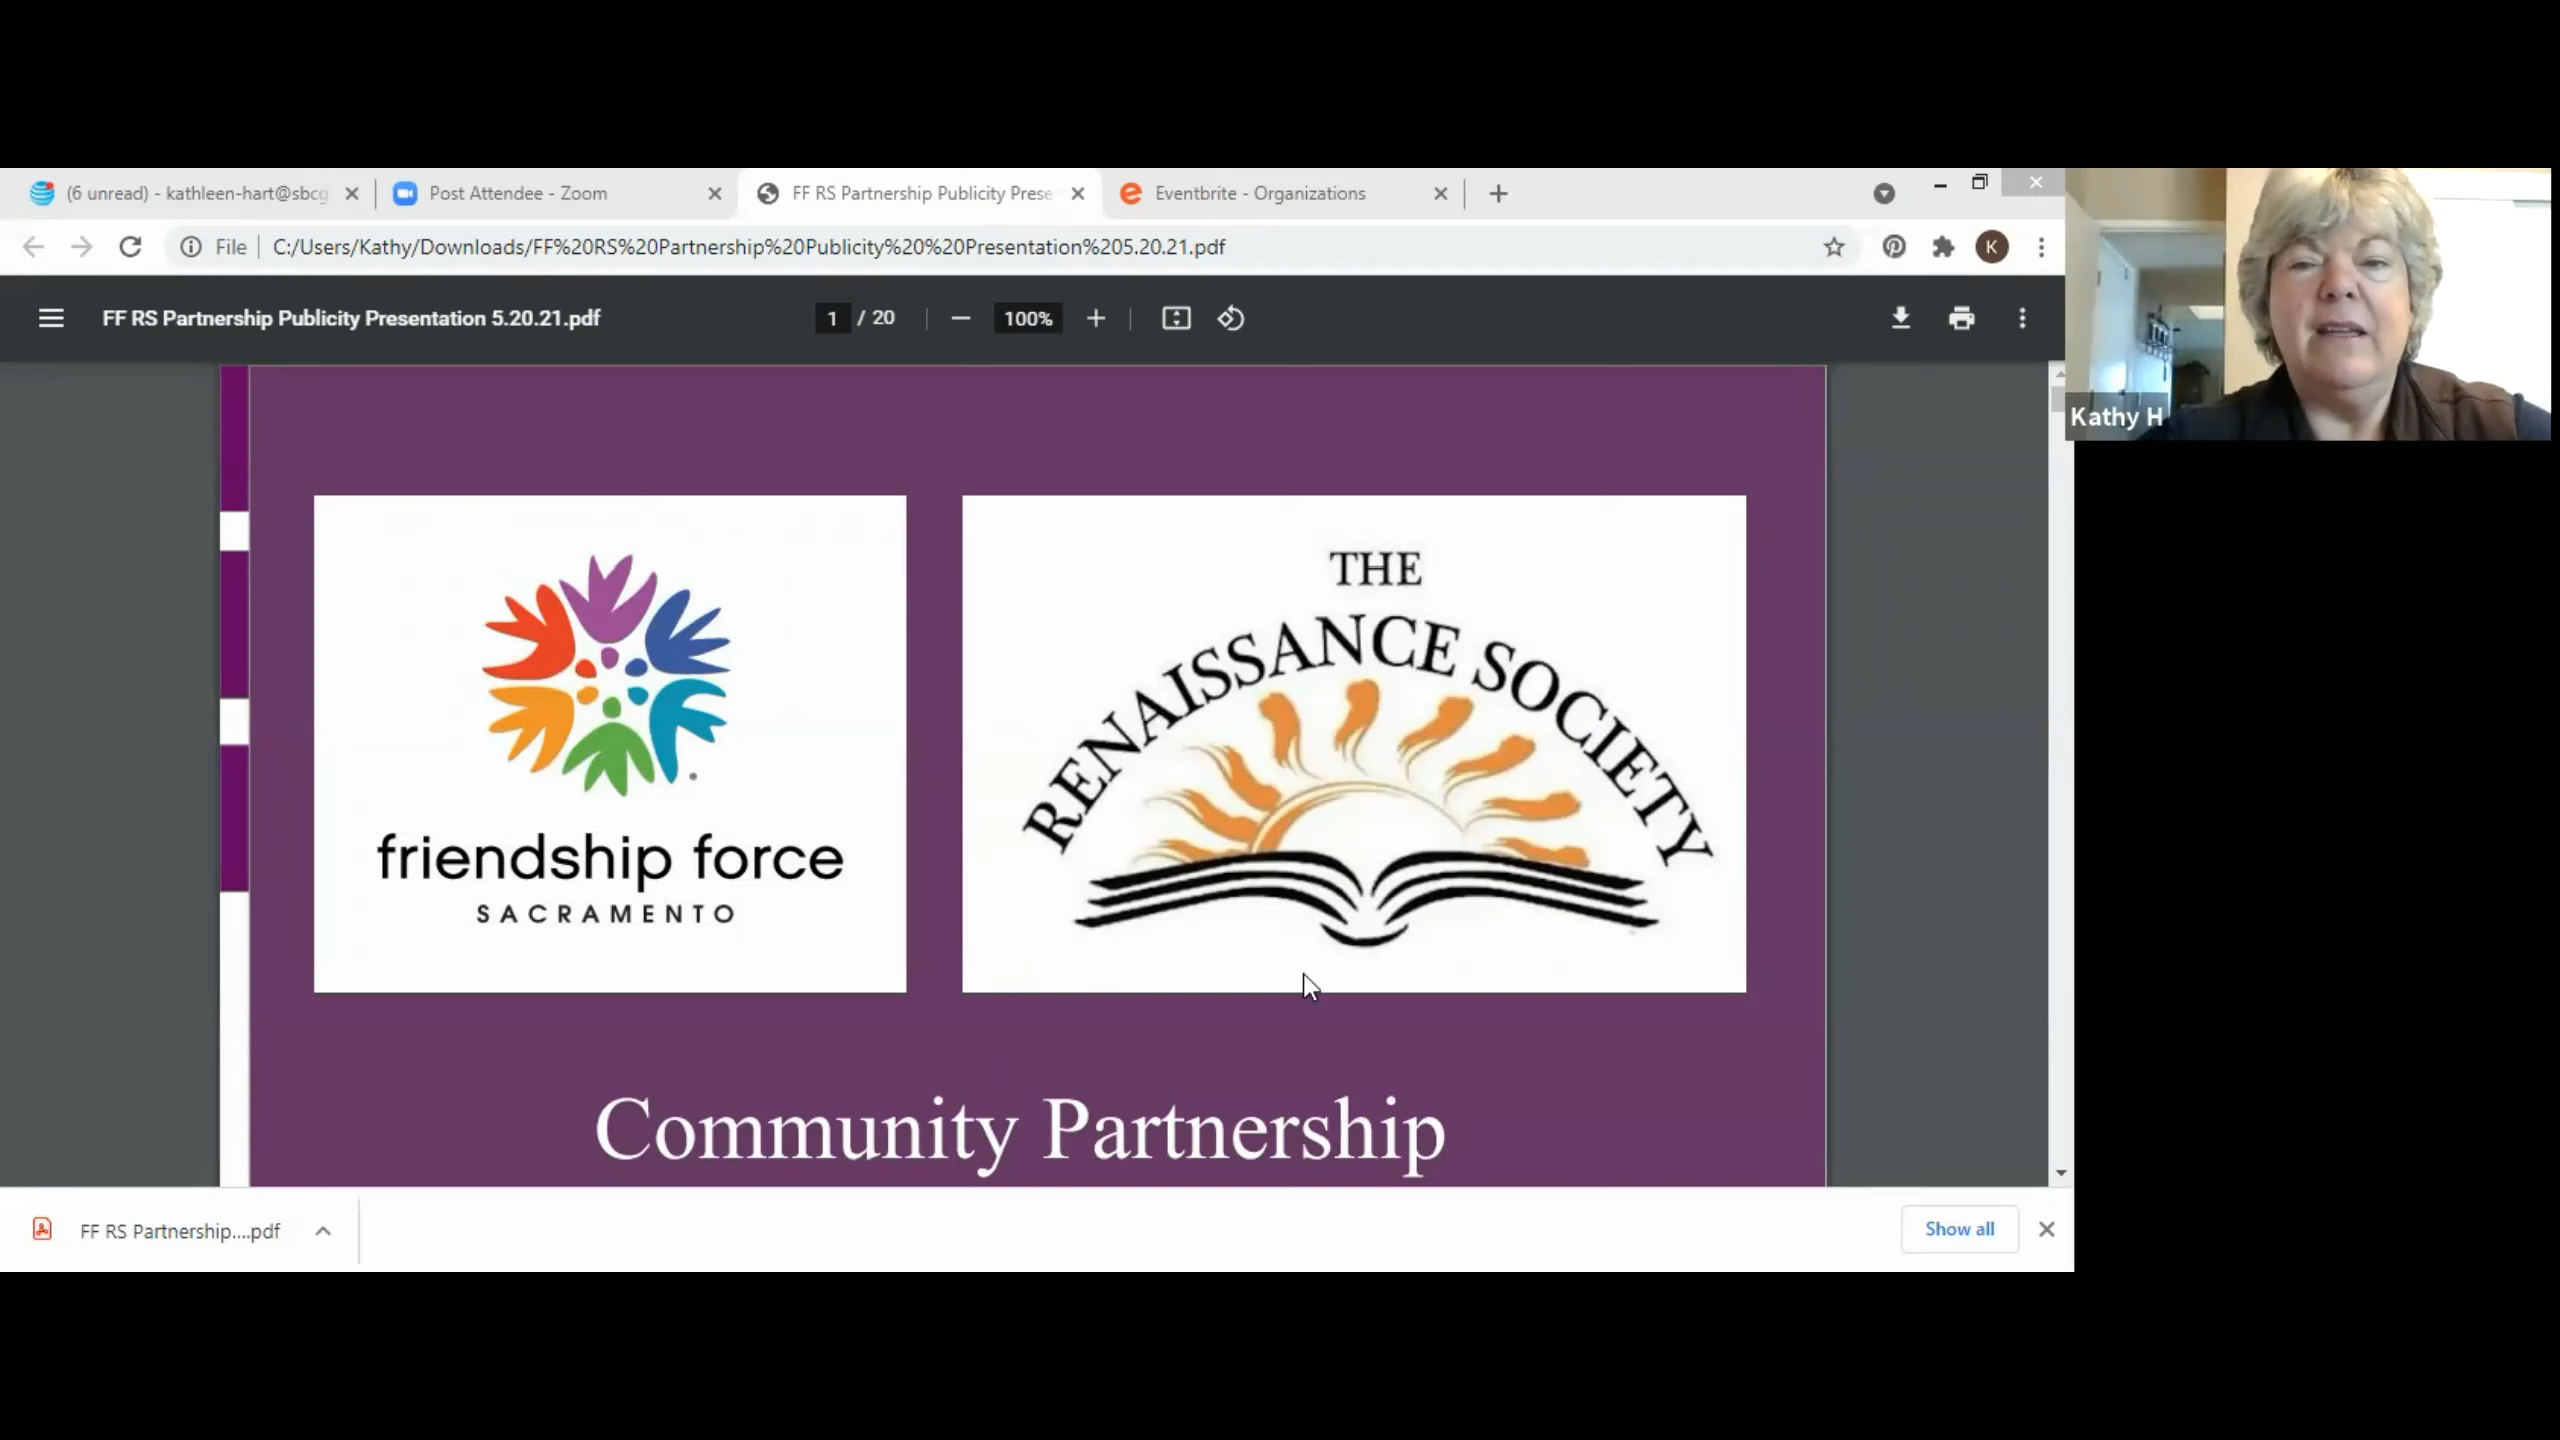 (6 unread) - kathleen-hart@sbcg
Post Attendee - Zoom
FF RS Partnership Publicity Prese
Eventbrite - Organizations
File
C:/Users/Kathy/Downloads/FF%20RS%20Partnership%20Publicity%20%20Presentation%205.20.21.pdf
K
FF RS Partnership Publicity Presentation 5.20.21.pdf
1 / 20
100%
Kathy H
friendship force
SACRAMENTO
THE
RENAISSANCE SOCIETY
Community Partnership
FF RS Partnership....pdf
Show all